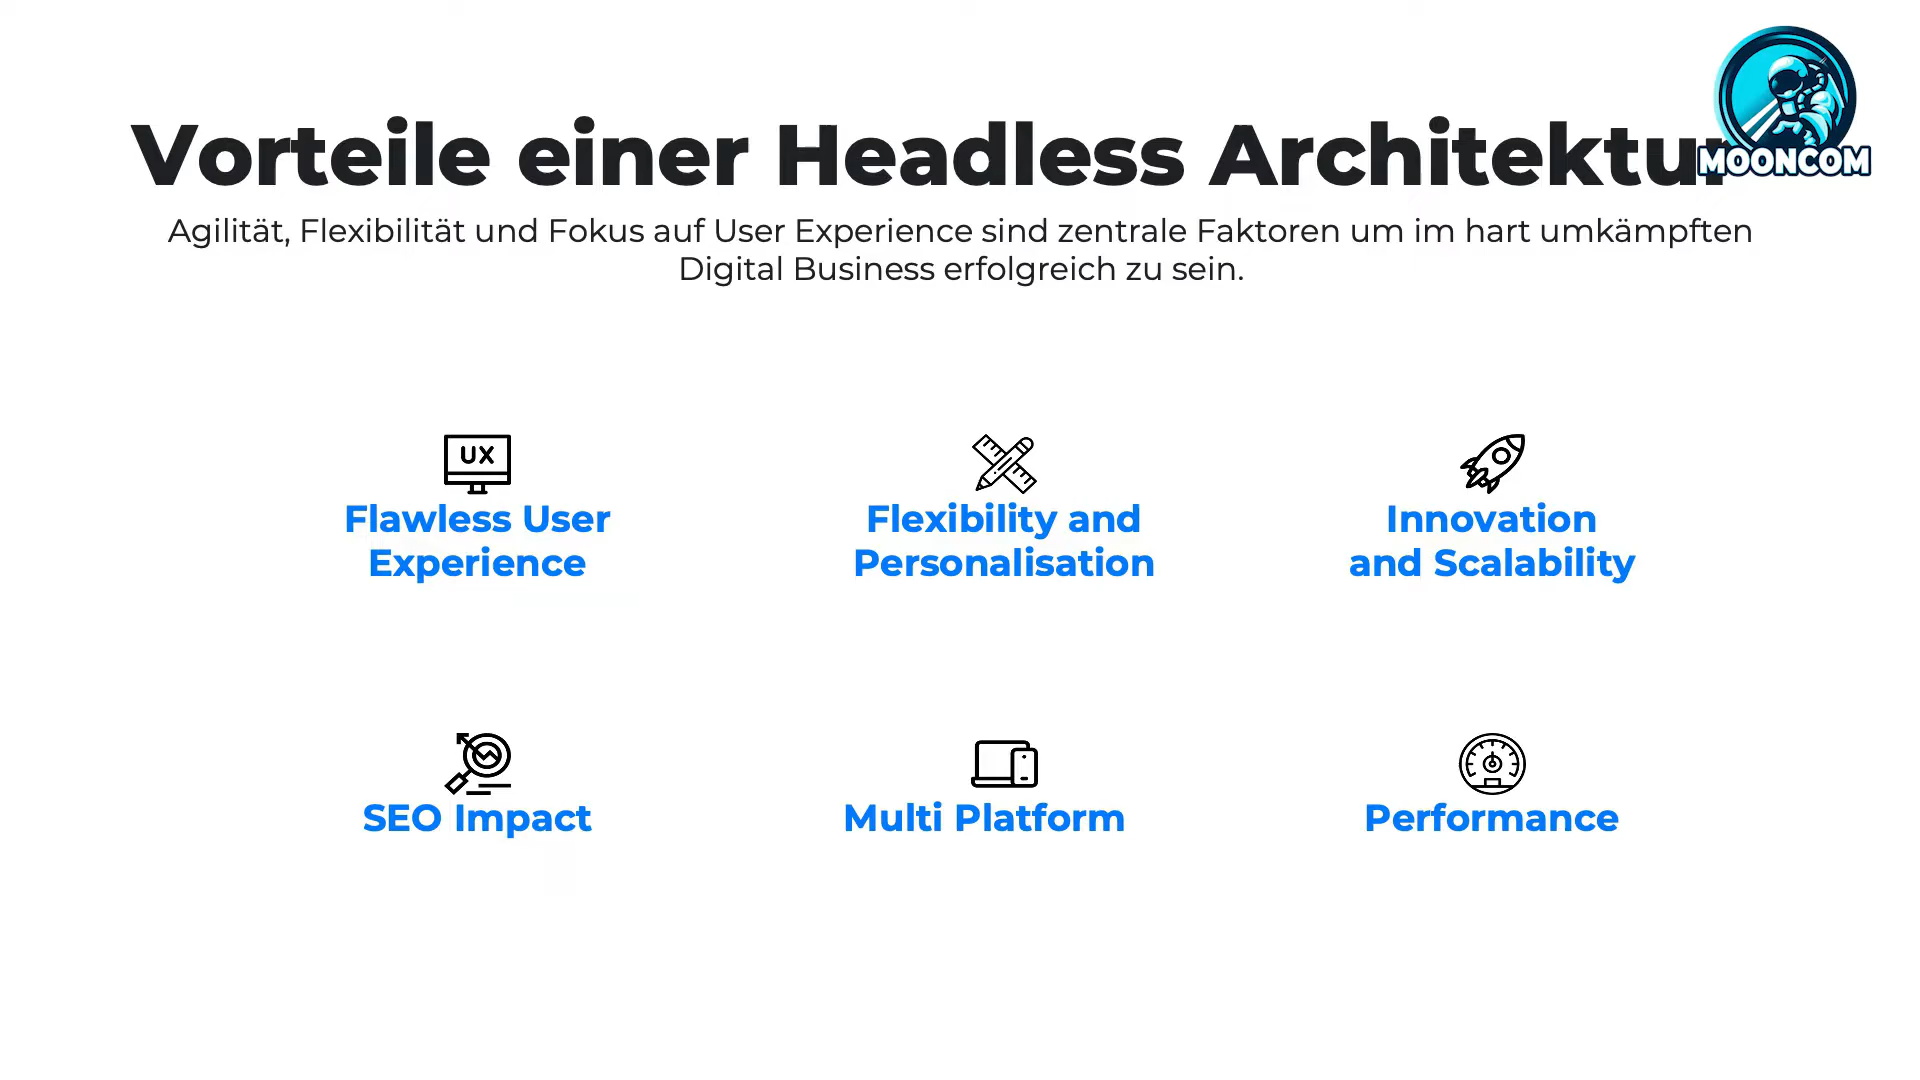 MOONCOM
Vorteile einer Headless Architektur
Agilität, Flexibilität und Fokus auf User Experience sind zentrale Faktoren um im hart umkämpften
Digital Business erfolgreich zu sein.
UX
Flawless User
Experience
Flexibility and
Personalisation
Innovation
and Scalability
SEO Impact
Multi Platform
Performance